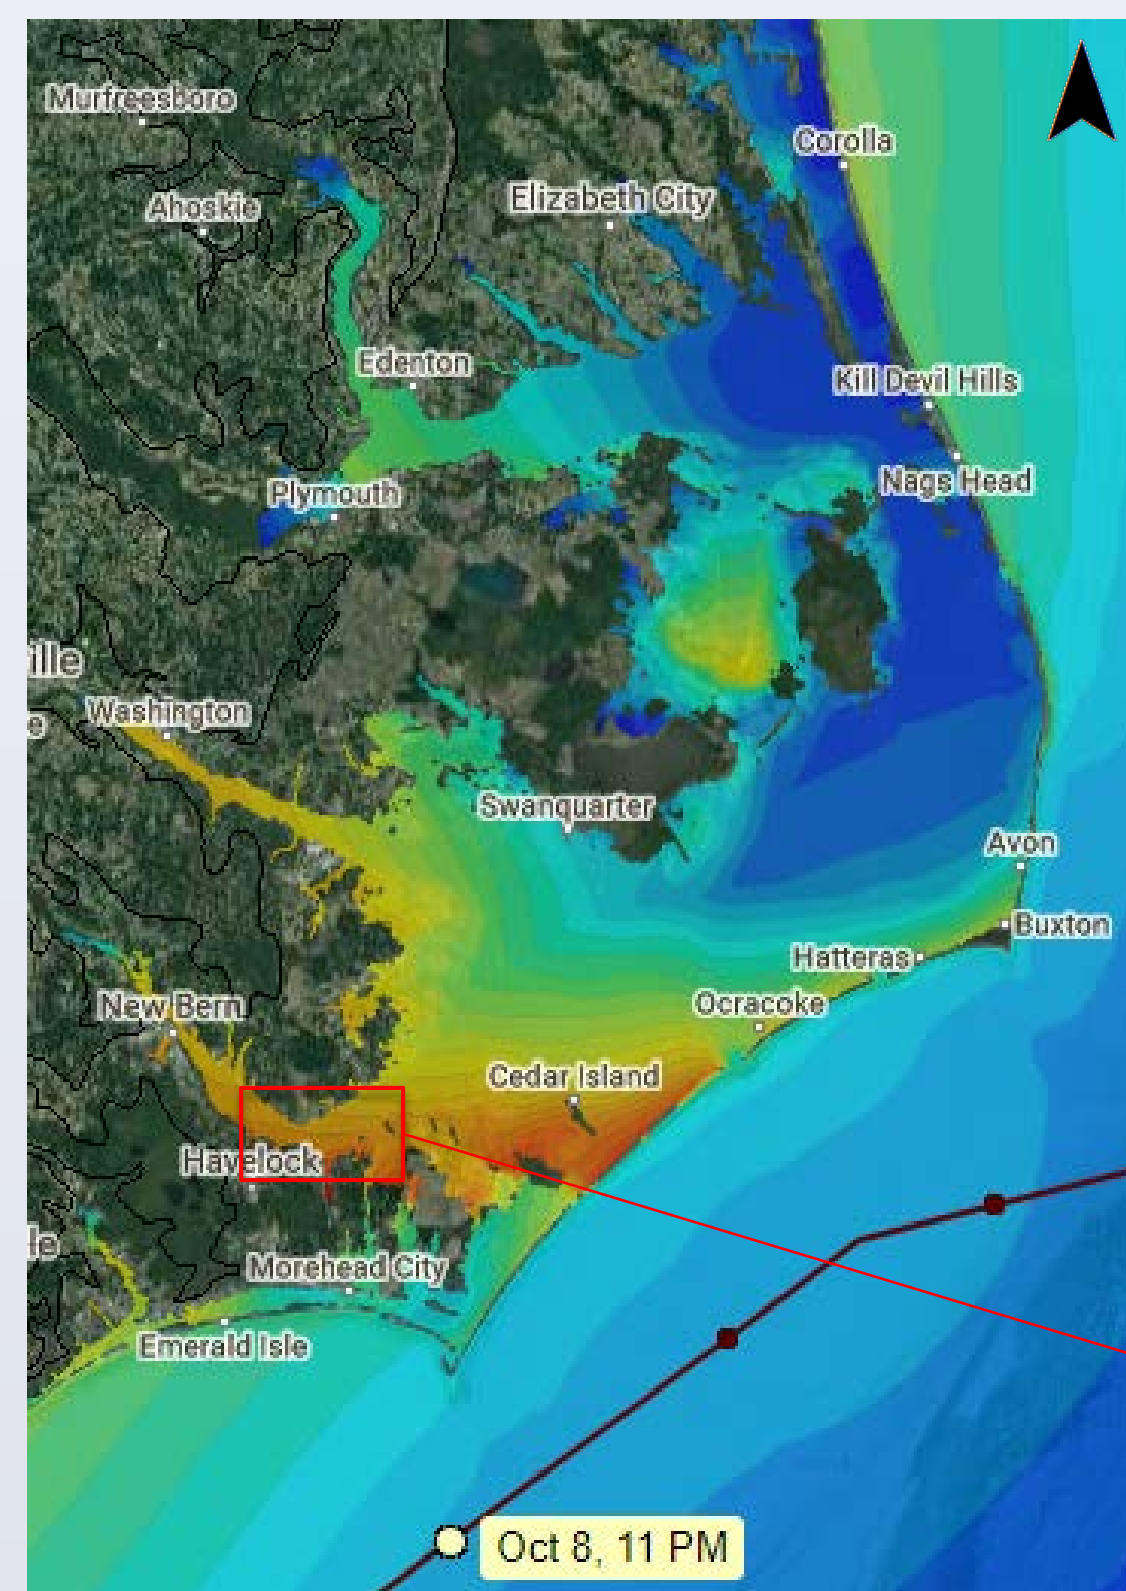 Murfreesboro
Corolla
Ahoskie
Elizabeth City
Edenton
Kill Devil Hills
Nags Head
Plymouth
ille
Washington
e
Swanquarter
Avon
Buxton
Hatteras
Ocracoke
New Bern
Cedar Island
Havelock
le
Morehead City
Emerald Isle
Oct 8, 11 PM